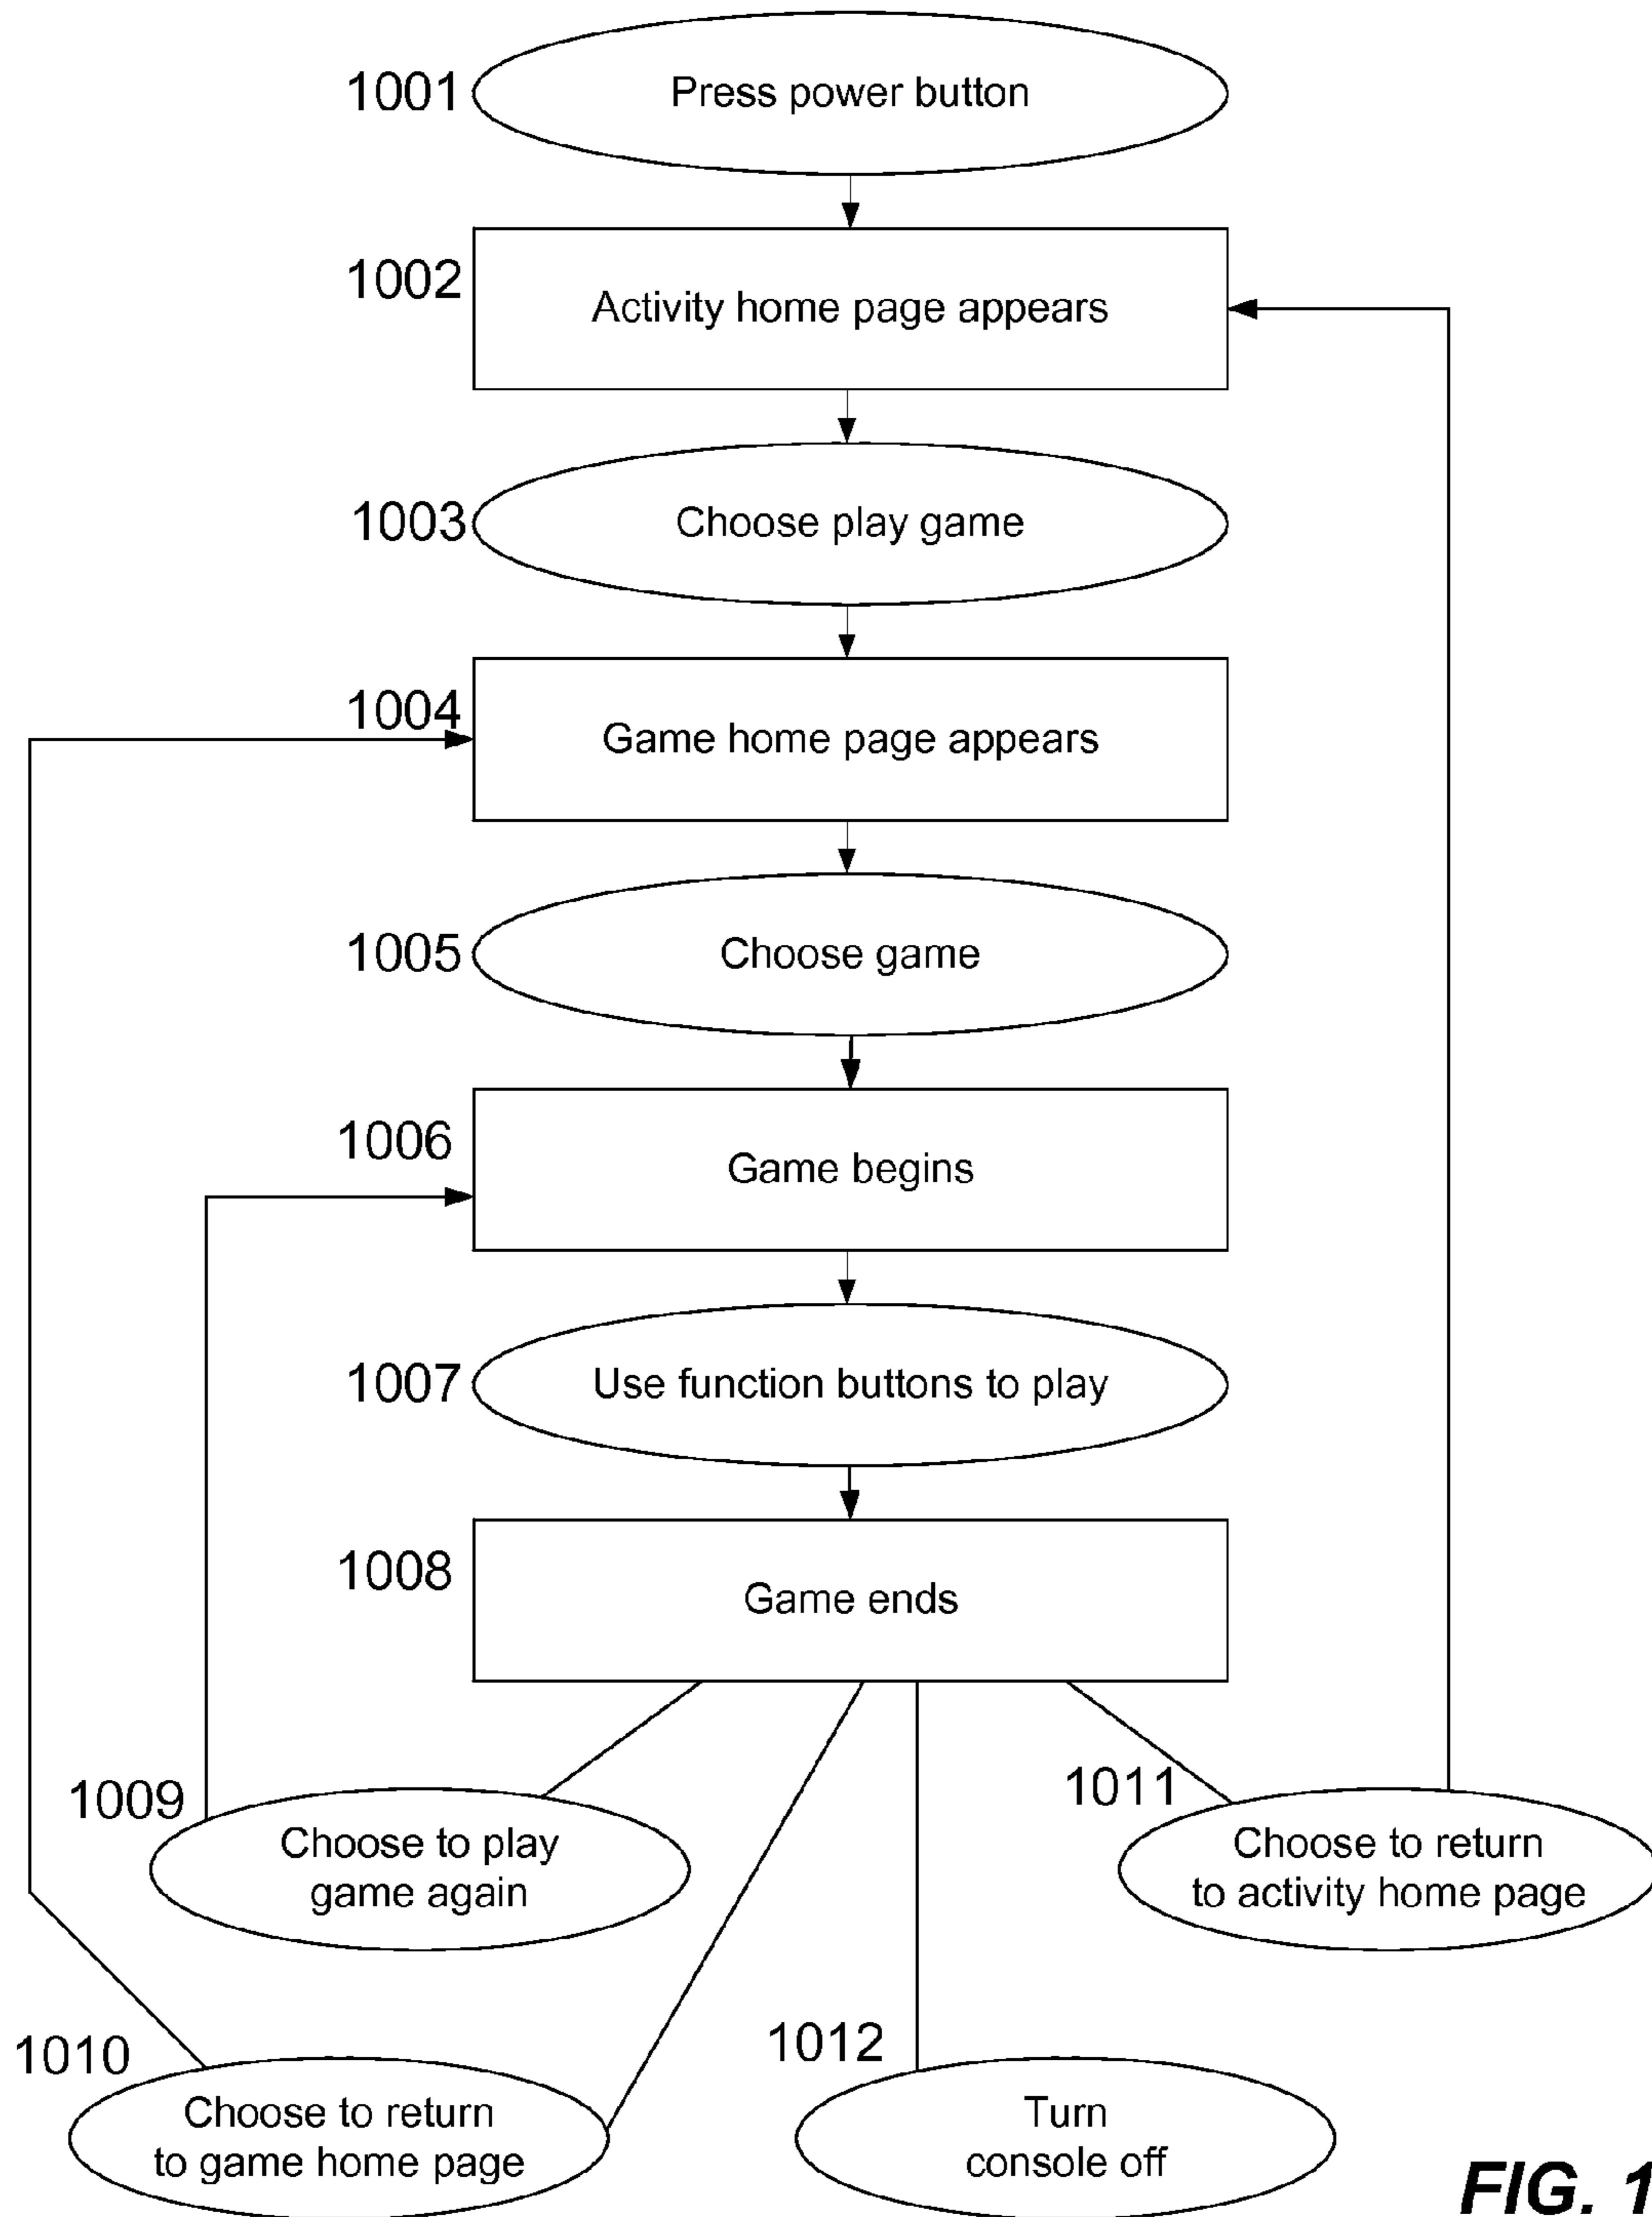 1001
Press power button
1002
Activity home page appears
1003
Choose play game
1004
Game home page appears
1005
Choose game
1006
Game begins
1007
Use function buttons to play
1008
Game ends
1009
Choose to play
game again
1011
Choose to return
to activity home page
1010
Choose to return
to game home page
1012
Turn
console off
FIG. 1